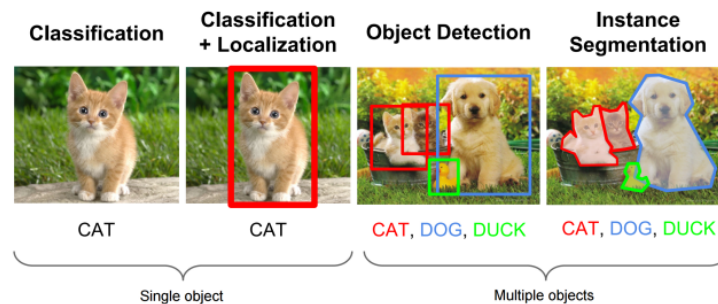 Classification
Classification
+ Localization
Object Detection
Instance
Segmentation
CAT
CAT
CAT, DOG, DUCK
CAT, DOG, DUCK
Single object
Multiple objects